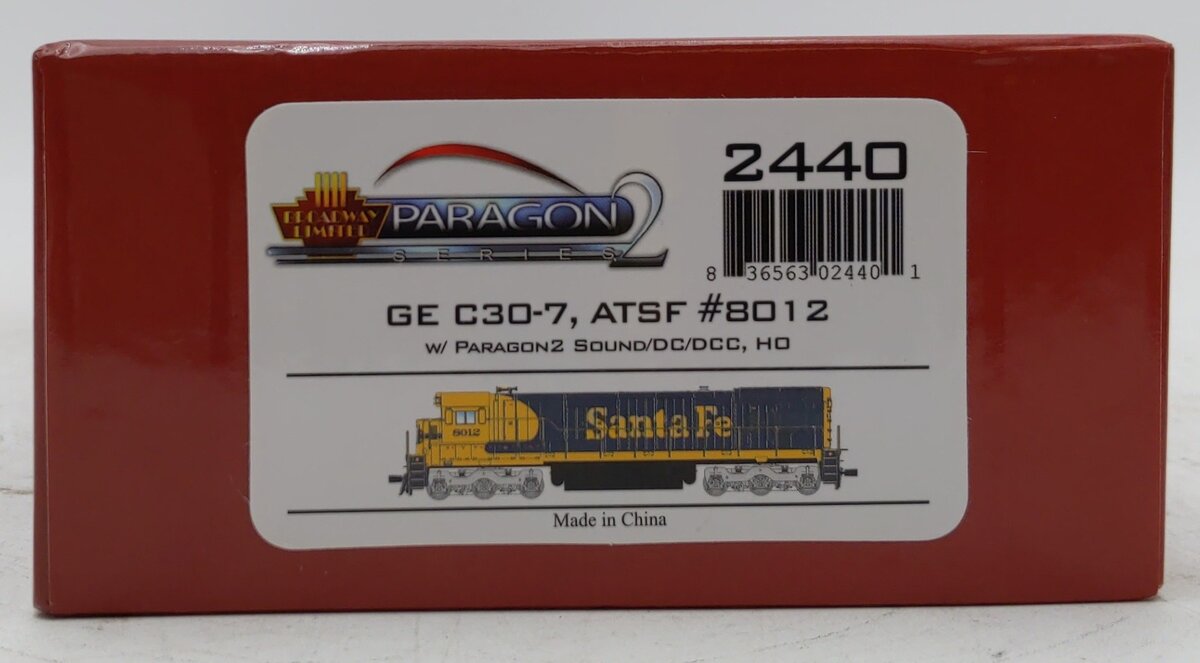 BROADWAY
LIMITED
PARAGON 2
SERIES
2440
8 36563 02440 1
GE C30-7, ATSF #8012
W/ PARAGON2 SOUND/DC/DCC, HO
8012
Santa Fe
Made in China